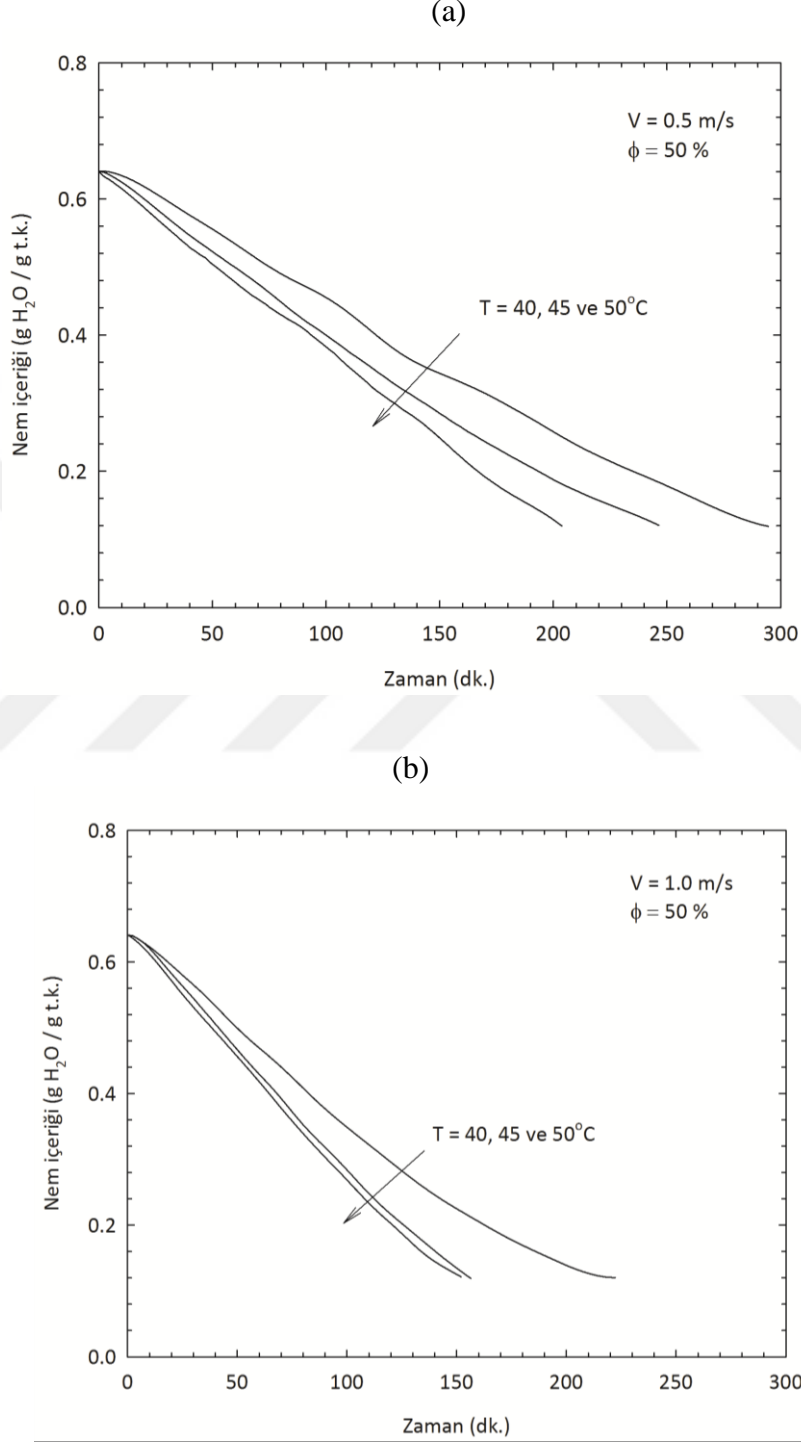 (a)
0.8
V = 0.5 m/s
ϕ = 50 %
0.6
Nem içeriği (g H₂O / g t.k.)
T = 40, 45 ve 50°C
0.4
0.2
0.0
0 50 100 150 200 250 300
Zaman (dk.)
(b)
0.8
V = 1.0 m/s
ϕ = 50 %
0.6
Nem içeriği (g H₂O / g t.k.)
0.4
T = 40, 45 ve 50°C
0.2
0.0
0 50 100 150 200 250 300
Zaman (dk.)